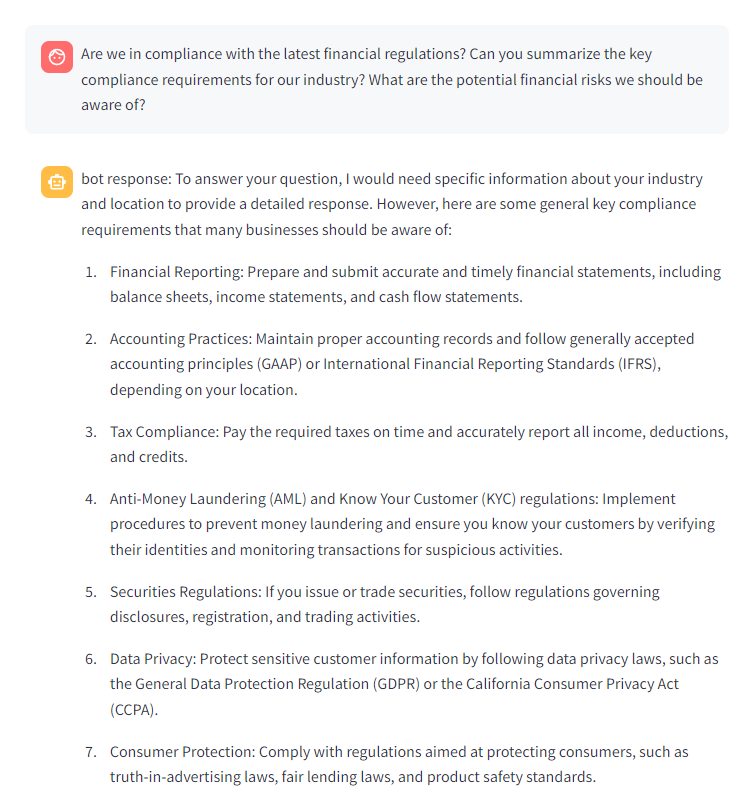 Are we in compliance with the latest financial regulations? Can you summarize the key
compliance requirements for our industry? What are the potential financial risks we should be
aware of?
bot response: To answer your question, I would need specific information about your industry
and location to provide a detailed response. However, here are some general key compliance
requirements that many businesses should be aware of:
1. Financial Reporting: Prepare and submit accurate and timely financial statements, including
balance sheets, income statements, and cash flow statements.
2. Accounting Practices: Maintain proper accounting records and follow generally accepted
accounting principles (GAAP) or International Financial Reporting Standards (IFRS),
depending on your location.
3. Tax Compliance: Pay the required taxes on time and accurately report all income, deductions,
and credits.
4. Anti-Money Laundering (AML) and Know Your Customer (KYC) regulations: Implement
procedures to prevent money laundering and ensure you know your customers by verifying
their identities and monitoring transactions for suspicious activities.
5. Securities Regulations: If you issue or trade securities, follow regulations governing
disclosures, registration, and trading activities.
6. Data Privacy: Protect sensitive customer information by following data privacy laws, such as
the General Data Protection Regulation (GDPR) or the California Consumer Privacy Act
(CCPA).
7. Consumer Protection: Comply with regulations aimed at protecting consumers, such as
truth-in-advertising laws, fair lending laws, and product safety standards.